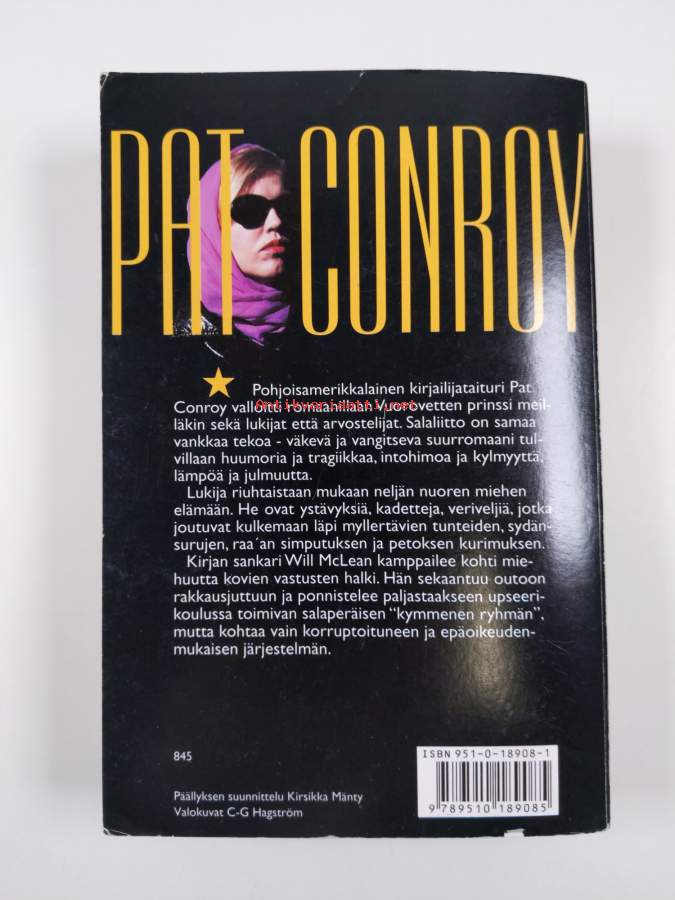 PAT CONROY
Pohjoisamerikkalainen kirjailijataituri Pat
Conroy valloitti romaanillaan Vuorovetten prinssi meil-
Antikvariaatti.net
läkin sekä lukijat että arvostelijat. Salaliitto on samaa
vankkaa tekoa - väkevä ja vangitseva suurromaani tul-
villaan huumoria ja tragiikkaa, intohimoa ja kylmyyttä,
lämpöä ja julmuutta.
Lukija riuhtaistaan mukaan neljän nuoren miehen
elämään. He ovat ystävyksiä, kadetteja, veriveljiä, jotka
joutuvat kulkemaan läpi myllertävien tunteiden, sydän-
surujen, raa´an simputuksen ja petoksen kurimuksen.
Kirjan sankari Will McLean kamppailee kohti mie-
huutta kovien vastusten halki. Hän sekaantuu outoon
rakkausjuttuun ja ponnistelee paljastaakseen upseeri-
koulussa toimivan salaperäisen "kymmenen ryhmän",
mutta kohtaa vain korruptoituneen ja epäoikeuden-
mukaisen järjestelmän.
845
Päällyksen suunnittelu Kirsikka Mänty
Valokuvat C-G Hagström
ISBN 951-0-18908-1
9 789510 189085